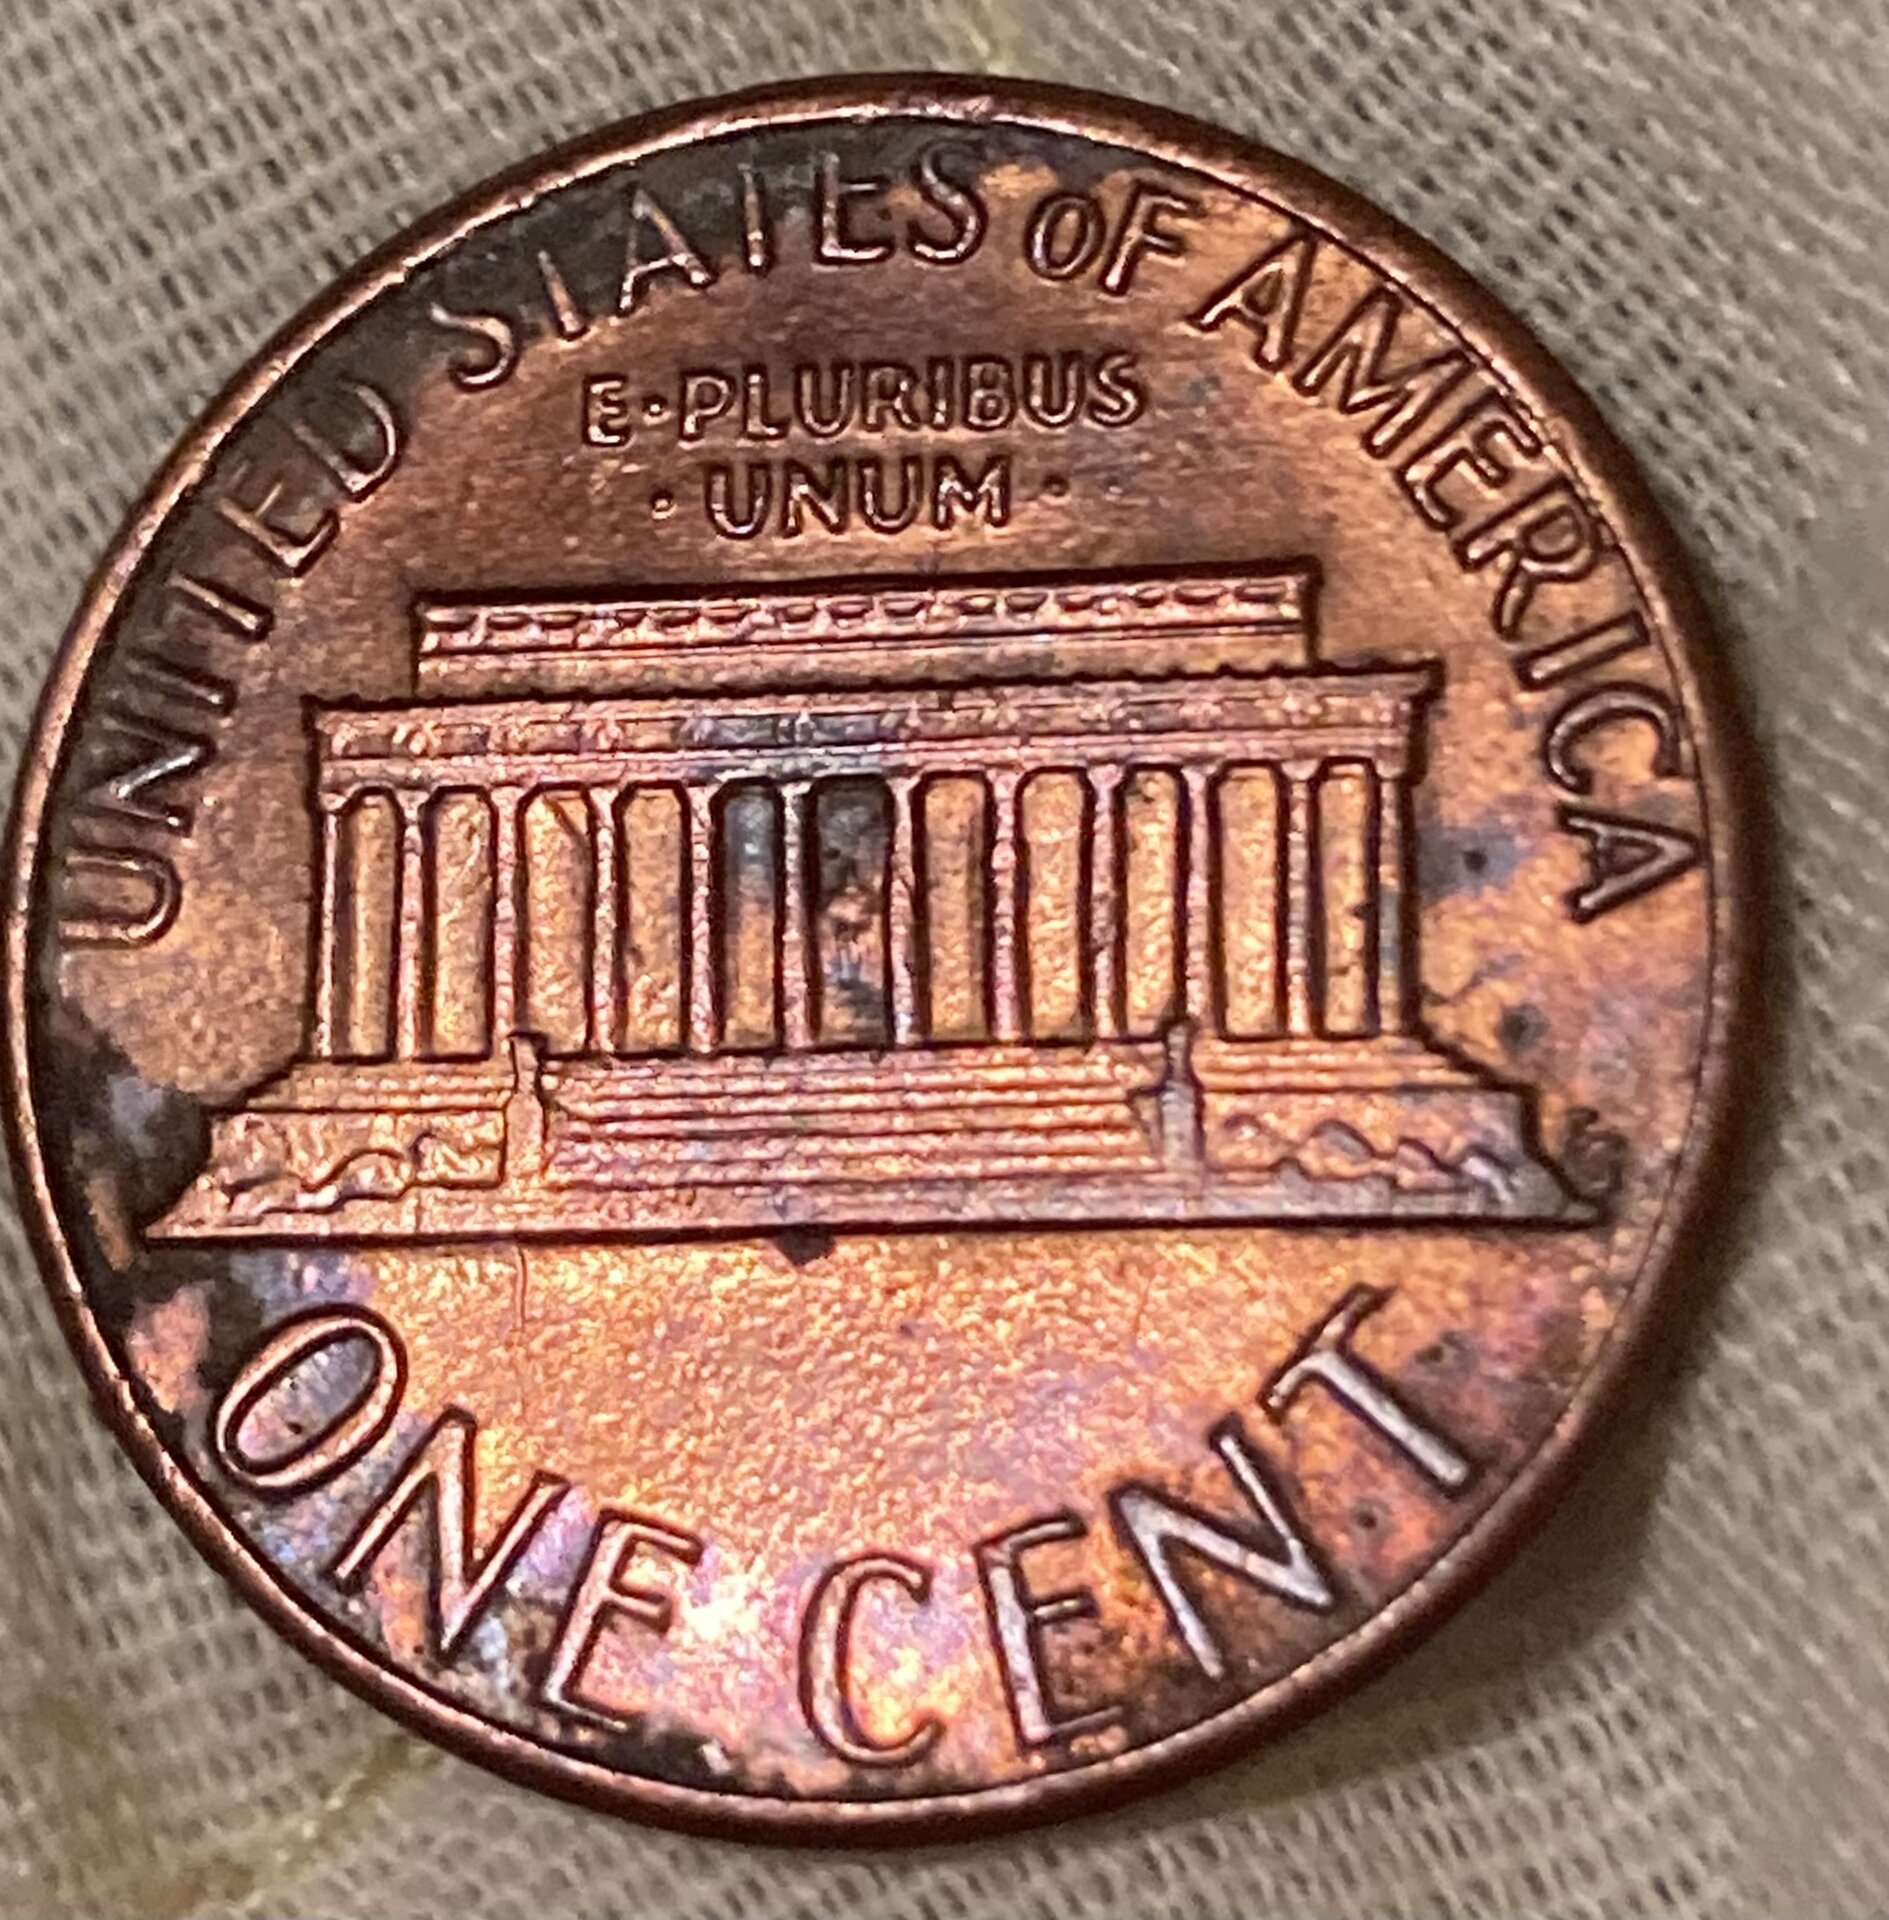 UNITED STATES OF AMERICA
E·PLURIBUS
·UNUM·
ONE CENT